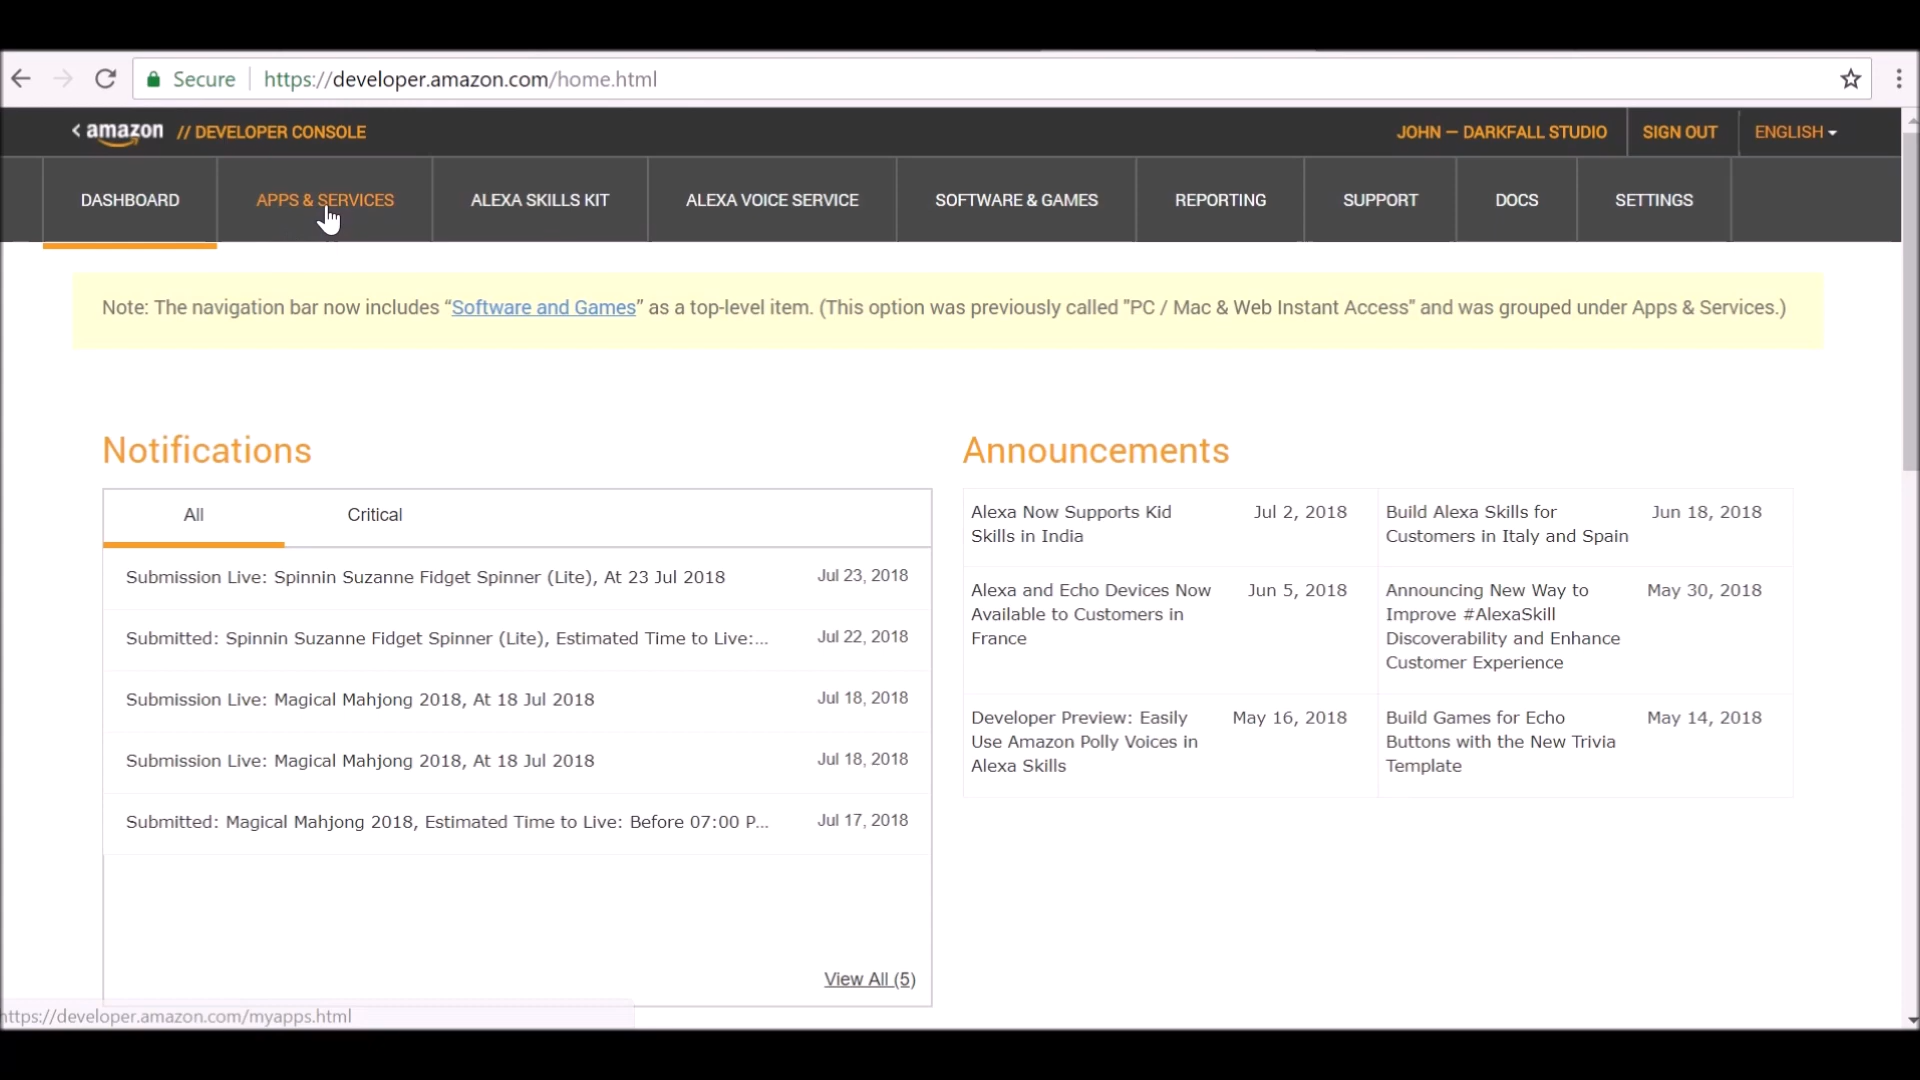 Secure https://developer.amazon.com/home.html
< amazon // DEVELOPER CONSOLE JOHN — DARKFALL STUDIO SIGN OUT ENGLISH
DASHBOARD APPS & SERVICES ALEXA SKILLS KIT ALEXA VOICE SERVICE SOFTWARE & GAMES REPORTING SUPPORT DOCS SETTINGS
Note: The navigation bar now includes “Software and Games” as a top-level item. (This option was previously called "PC / Mac & Web Instant Access" and was grouped under Apps & Services.)
Notifications
All Critical
Submission Live: Spinnin Suzanne Fidget Spinner (Lite), At 23 Jul 2018 Jul 23, 2018
Submitted: Spinnin Suzanne Fidget Spinner (Lite), Estimated Time to Live:... Jul 22, 2018
Submission Live: Magical Mahjong 2018, At 18 Jul 2018 Jul 18, 2018
Submission Live: Magical Mahjong 2018, At 18 Jul 2018 Jul 18, 2018
Submitted: Magical Mahjong 2018, Estimated Time to Live: Before 07:00 P... Jul 17, 2018
View All (5)
Announcements
Alexa Now Supports Kid Jul 2, 2018
Skills in India
Build Alexa Skills for Jun 18, 2018
Customers in Italy and Spain
Alexa and Echo Devices Now Jun 5, 2018
Available to Customers in
France
Announcing New Way to May 30, 2018
Improve #AlexaSkill
Discoverability and Enhance
Customer Experience
Developer Preview: Easily May 16, 2018
Use Amazon Polly Voices in
Alexa Skills
Build Games for Echo May 14, 2018
Buttons with the New Trivia
Template
https://developer.amazon.com/myapps.html